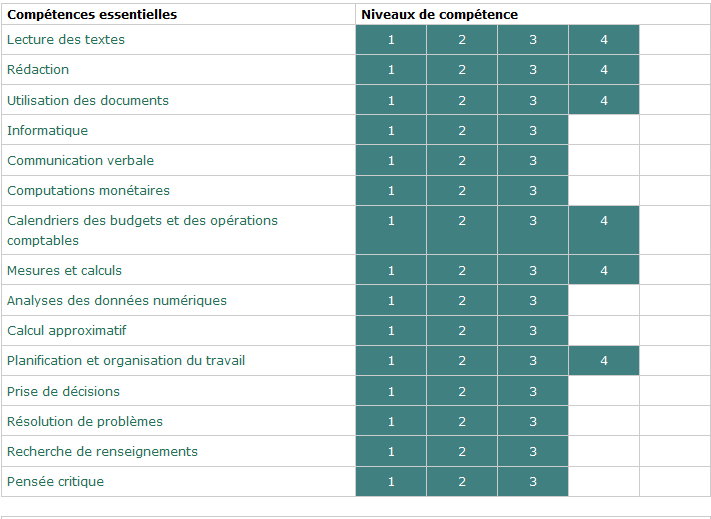 Compétences essentielles Niveaux de compétence
Lecture des textes 1 2 3 4
Rédaction 1 2 3 4
Utilisation des documents 1 2 3 4
Informatique 1 2 3
Communication verbale 1 2 3
Computations monétaires 1 2 3
Calendriers des budgets et des opérations 1 2 3 4
comptables
Mesures et calculs 1 2 3 4
Analyses des données numériques 1 2 3
Calcul approximatif 1 2 3
Planification et organisation du travail 1 2 3 4
Prise de décisions 1 2 3
Résolution de problèmes 1 2 3
Recherche de renseignements 1 2 3
Pensée critique 1 2 3